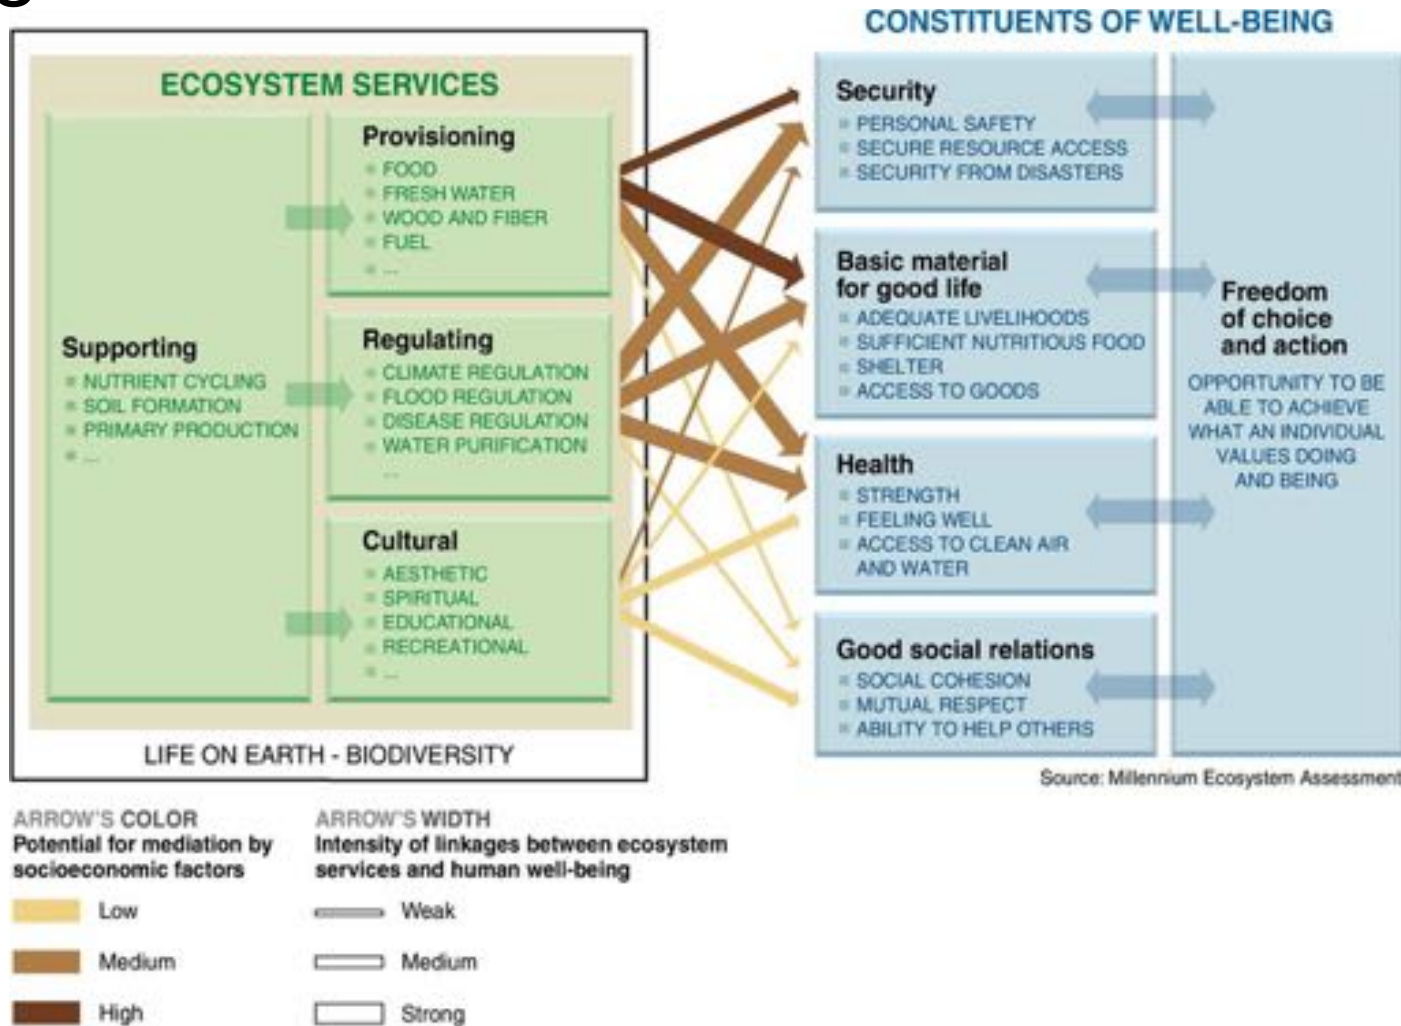 CONSTITUENTS OF WELL-BEING
ECOSYSTEM SERVICES
Supporting
NUTRIENT CYCLING
SOIL FORMATION
PRIMARY PRODUCTION
...
Provisioning
FOOD
FRESH WATER
WOOD AND FIBER
FUEL
...
Regulating
CLIMATE REGULATION
FLOOD REGULATION
DISEASE REGULATION
WATER PURIFICATION
...
Cultural
AESTHETIC
SPIRITUAL
EDUCATIONAL
RECREATIONAL
...
LIFE ON EARTH - BIODIVERSITY
Security
PERSONAL SAFETY
SECURE RESOURCE ACCESS
SECURITY FROM DISASTERS
Basic material
for good life
ADEQUATE LIVELIHOODS
SUFFICIENT NUTRITIOUS FOOD
SHELTER
ACCESS TO GOODS
Health
STRENGTH
FEELING WELL
ACCESS TO CLEAN AIR
AND WATER
Good social relations
SOCIAL COHESION
MUTUAL RESPECT
ABILITY TO HELP OTHERS
Freedom
of choice
and action
OPPORTUNITY TO BE
ABLE TO ACHIEVE
WHAT AN INDIVIDUAL
VALUES DOING
AND BEING
Source: Millennium Ecosystem Assessment
ARROW'S COLOR
Potential for mediation by
socioeconomic factors
Low
Medium
High
ARROW'S WIDTH
Intensity of linkages between ecosystem
services and human well-being
Weak
Medium
Strong